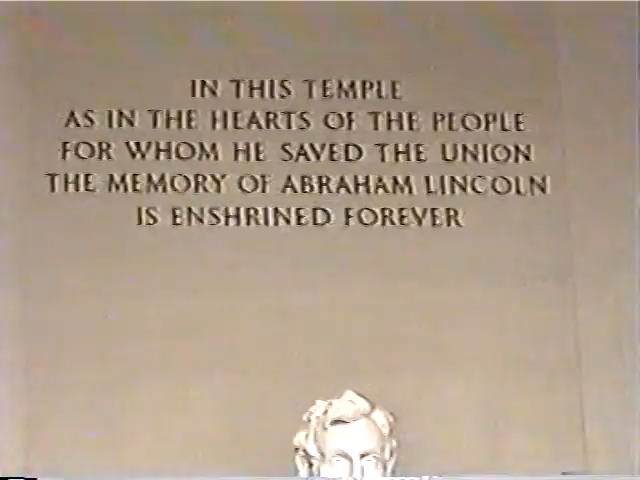 IN THIS TEMPLE
AS IN THE HEARTS OF THE PEOPLE
FOR WHOM HE SAVED THE UNION
THE MEMORY OF ABRAHAM LINCOLN
IS ENSHRINED FOREVER